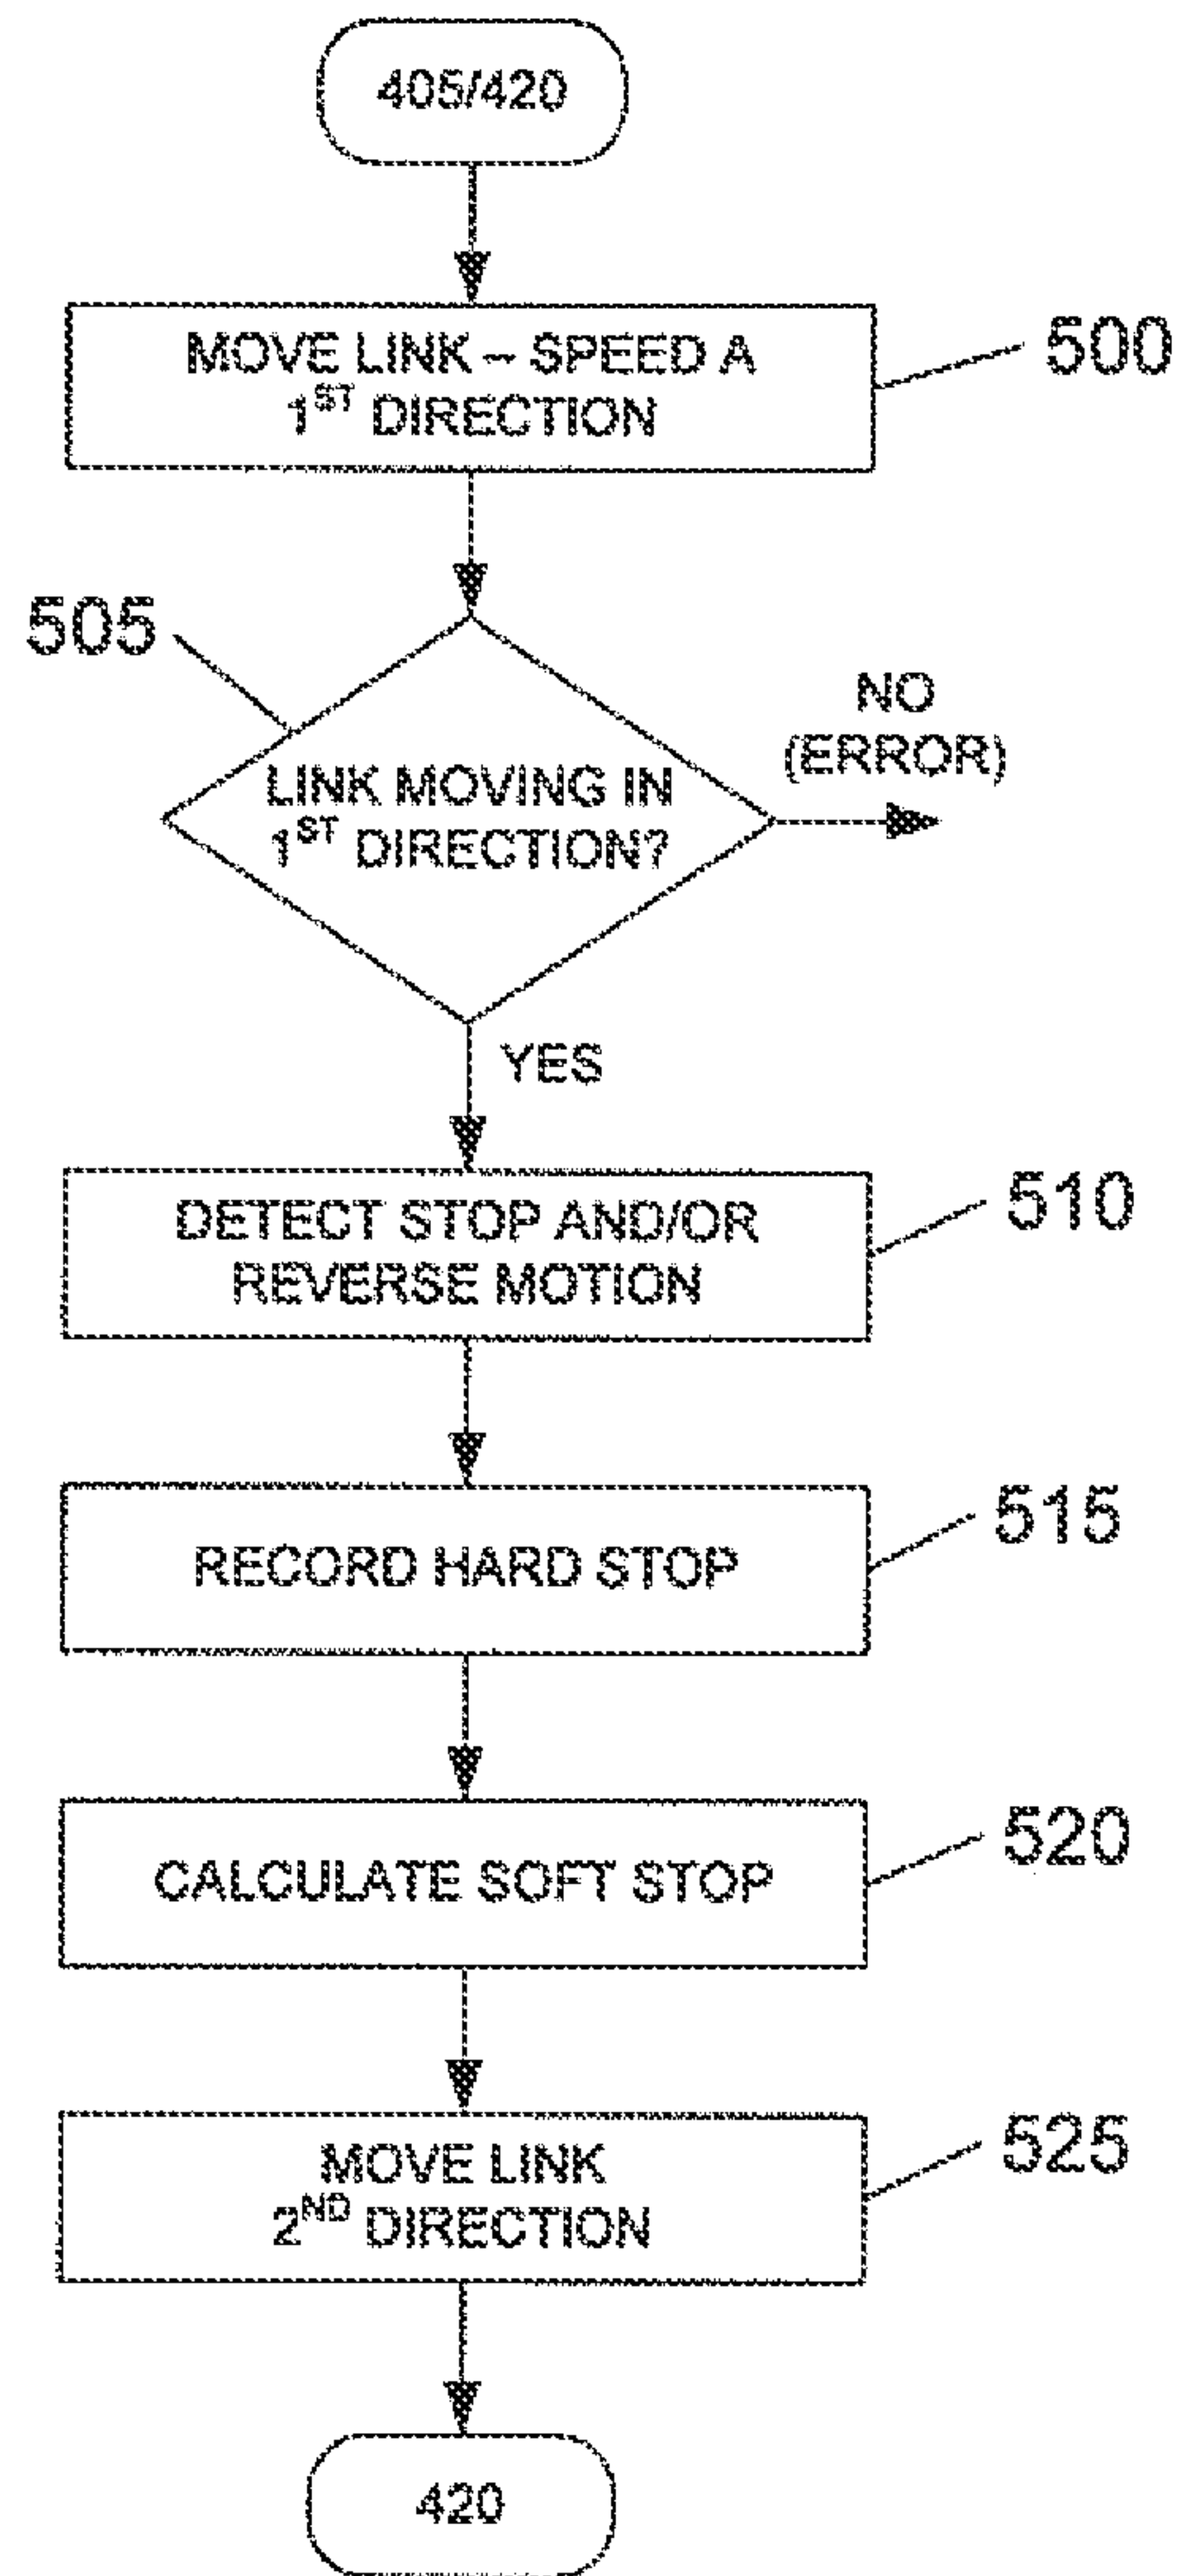 405/420
MOVE LINK – SPEED A
1ST DIRECTION
500
505
NO
(ERROR)
LINK MOVING IN
1ST DIRECTION?
YES
DETECT STOP AND/OR
REVERSE MOTION
510
RECORD HARD STOP
515
CALCULATE SOFT STOP
520
MOVE LINK
2ND DIRECTION
525
420